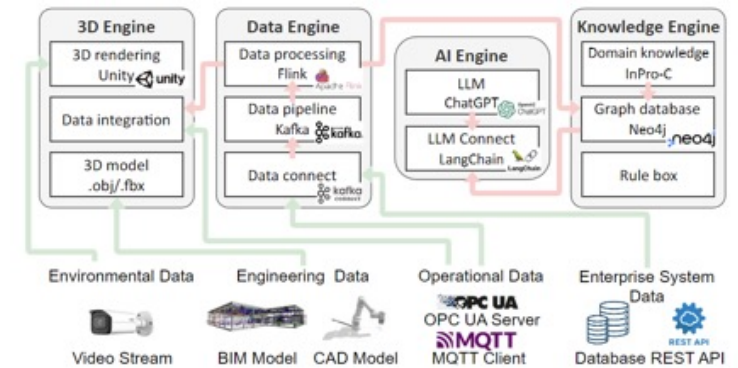 3D Engine
3D rendering
Unity
unity
Data integration
3D model
.obj/.fbx
Data Engine
Data processing
Flink
Apache Flink
Data pipeline
Kafka
kafka
Data connect
kafka
connect
AI Engine
LLM
ChatGPT
ChatGPT
LLM Connect
LangChain
LangChain
Knowledge Engine
Domain knowledge
InPro-C
Graph database
Neo4j
neo4j
Rule box
Environmental Data
Engineering Data
Operational Data
Enterprise System
Data
OPC UA
OPC UA Server
MQTT
REST API
Video Stream
BIM Model
CAD Model
MQTT Client
Database REST API